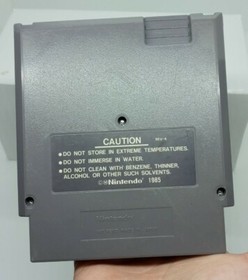 CAUTION
● DO NOT STORE IN EXTREME TEMPERATURES.
● DO NOT IMMERSE IN WATER.
● DO NOT CLEAN WITH BENZENE, THINNER,
ALCOHOL OR OTHER SUCH SOLVENTS.
©®Nintendo® 1985